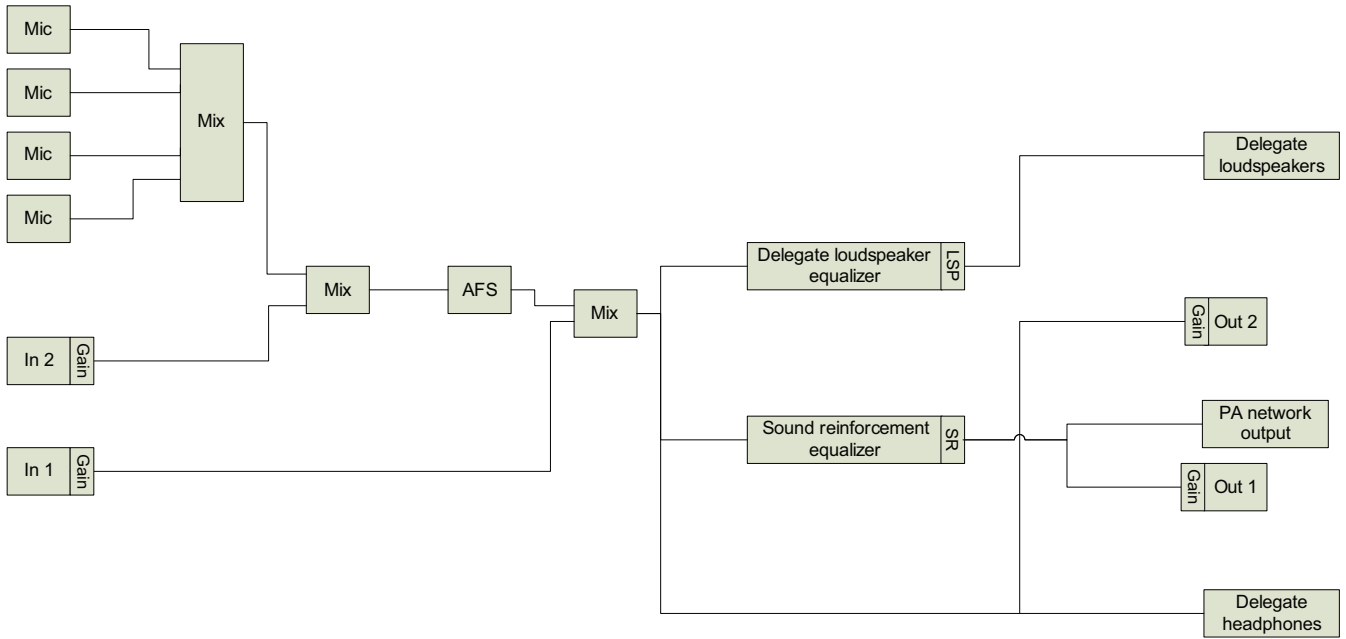 Mic
Mic
Mic
Mic
Mix
In 2
Gain
In 1
Gain
Mix
AFS
Mix
Delegate loudspeaker
equalizer
LSP
Sound reinforcement
equalizer
SR
Delegate
loudspeakers
Gain
Out 2
PA network
output
Gain
Out 1
Delegate
headphones